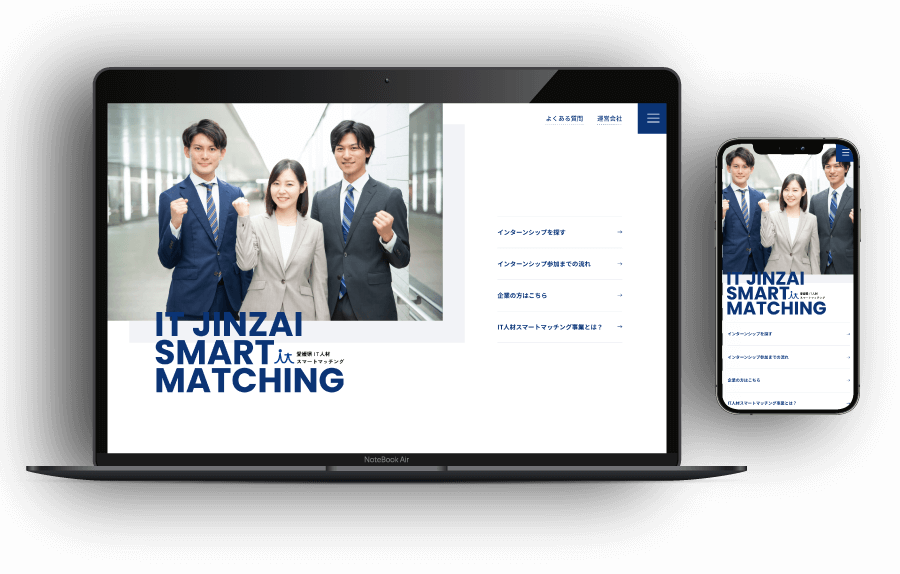 よくある質問
運営会社
インターンシップを探す
インターンシップ参加までの流れ
企業の方はこちら
IT人材スマートマッチング事業とは？
IT JINZAI
SMART
it
愛媛県 IT人材
スマートマッチング
MATCHING
NoteBook Air
IT JINZAI
SMART
it
愛媛県 IT人材
スマートマッチング
MATCHING
インターンシップを探す
インターンシップ参加までの流れ
企業の方はこちら
IT人材スマートマッチング事業とは？